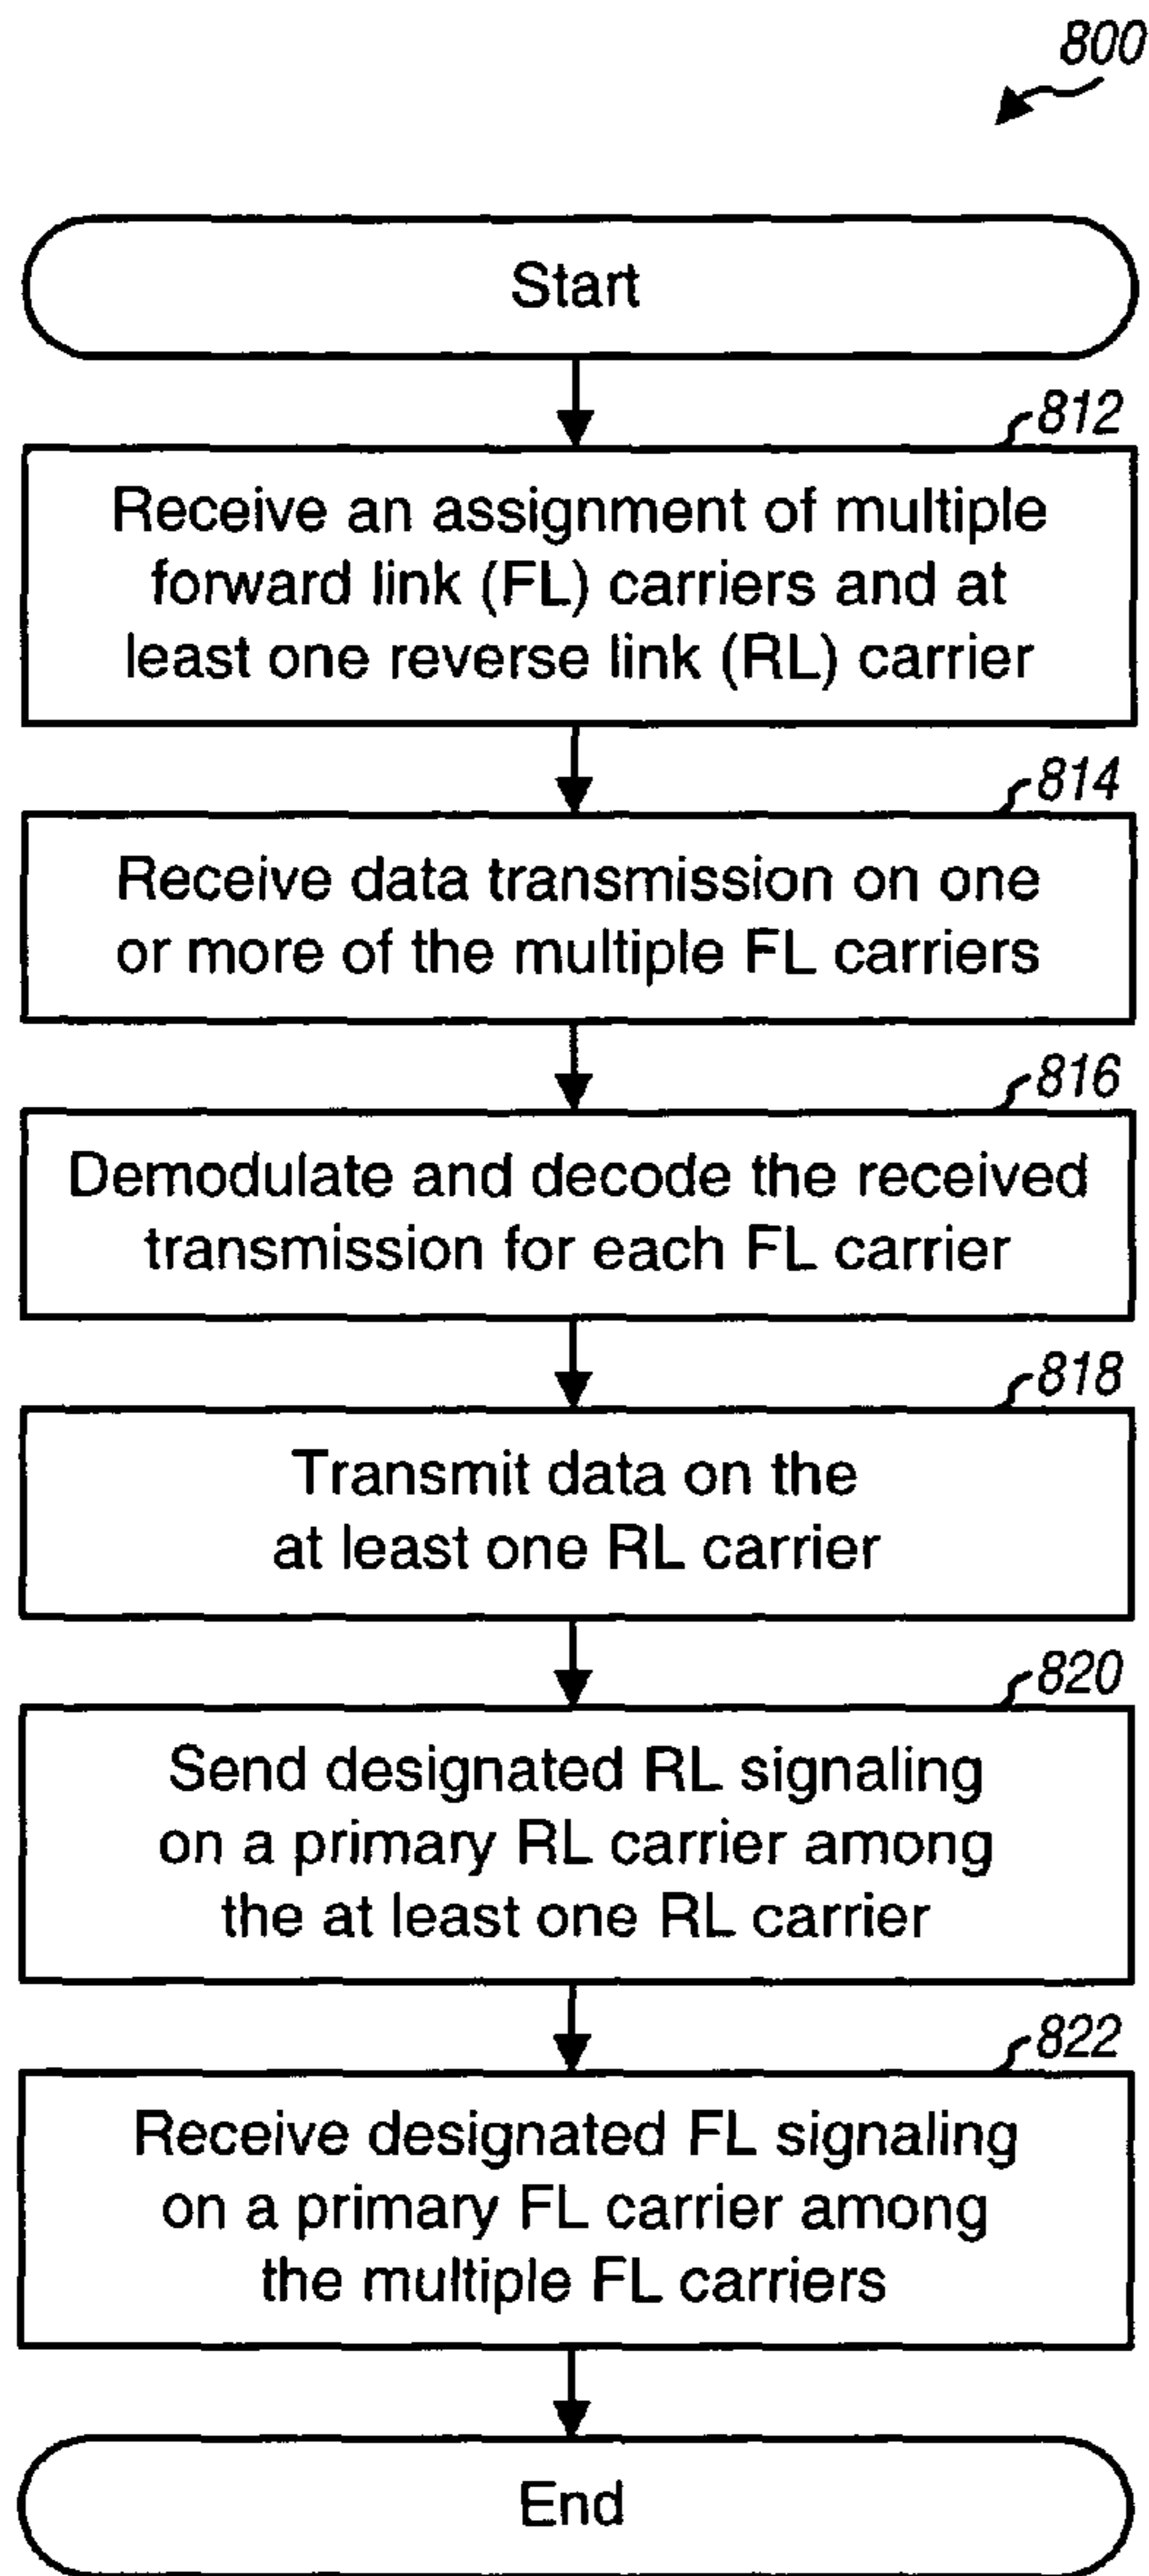 800
Start
812
Receive an assignment of multiple
forward link (FL) carriers and at
least one reverse link (RL) carrier
814
Receive data transmission on one
or more of the multiple FL carriers
816
Demodulate and decode the received
transmission for each FL carrier
818
Transmit data on the
at least one RL carrier
820
Send designated RL signaling
on a primary RL carrier among
the at least one RL carrier
822
Receive designated FL signaling
on a primary FL carrier among
the multiple FL carriers
End